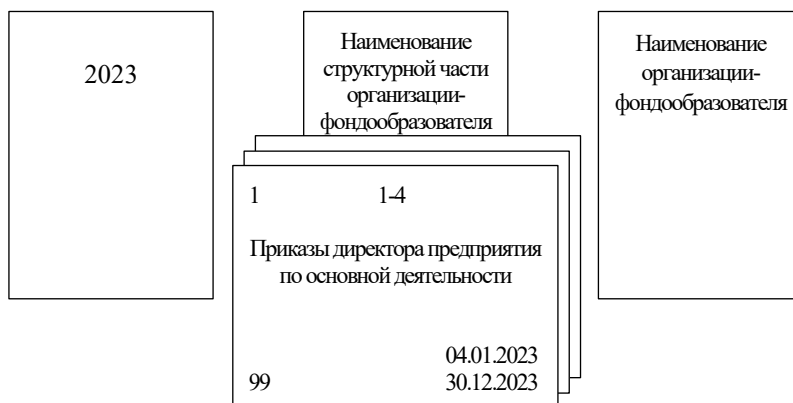 2023
Наименование
структурной части
организации-
фондообразователя
Наименование
организации-
фондообразователя
1 1-4
Приказы директора предприятия
по основной деятельности
04.01.2023
99 30.12.2023